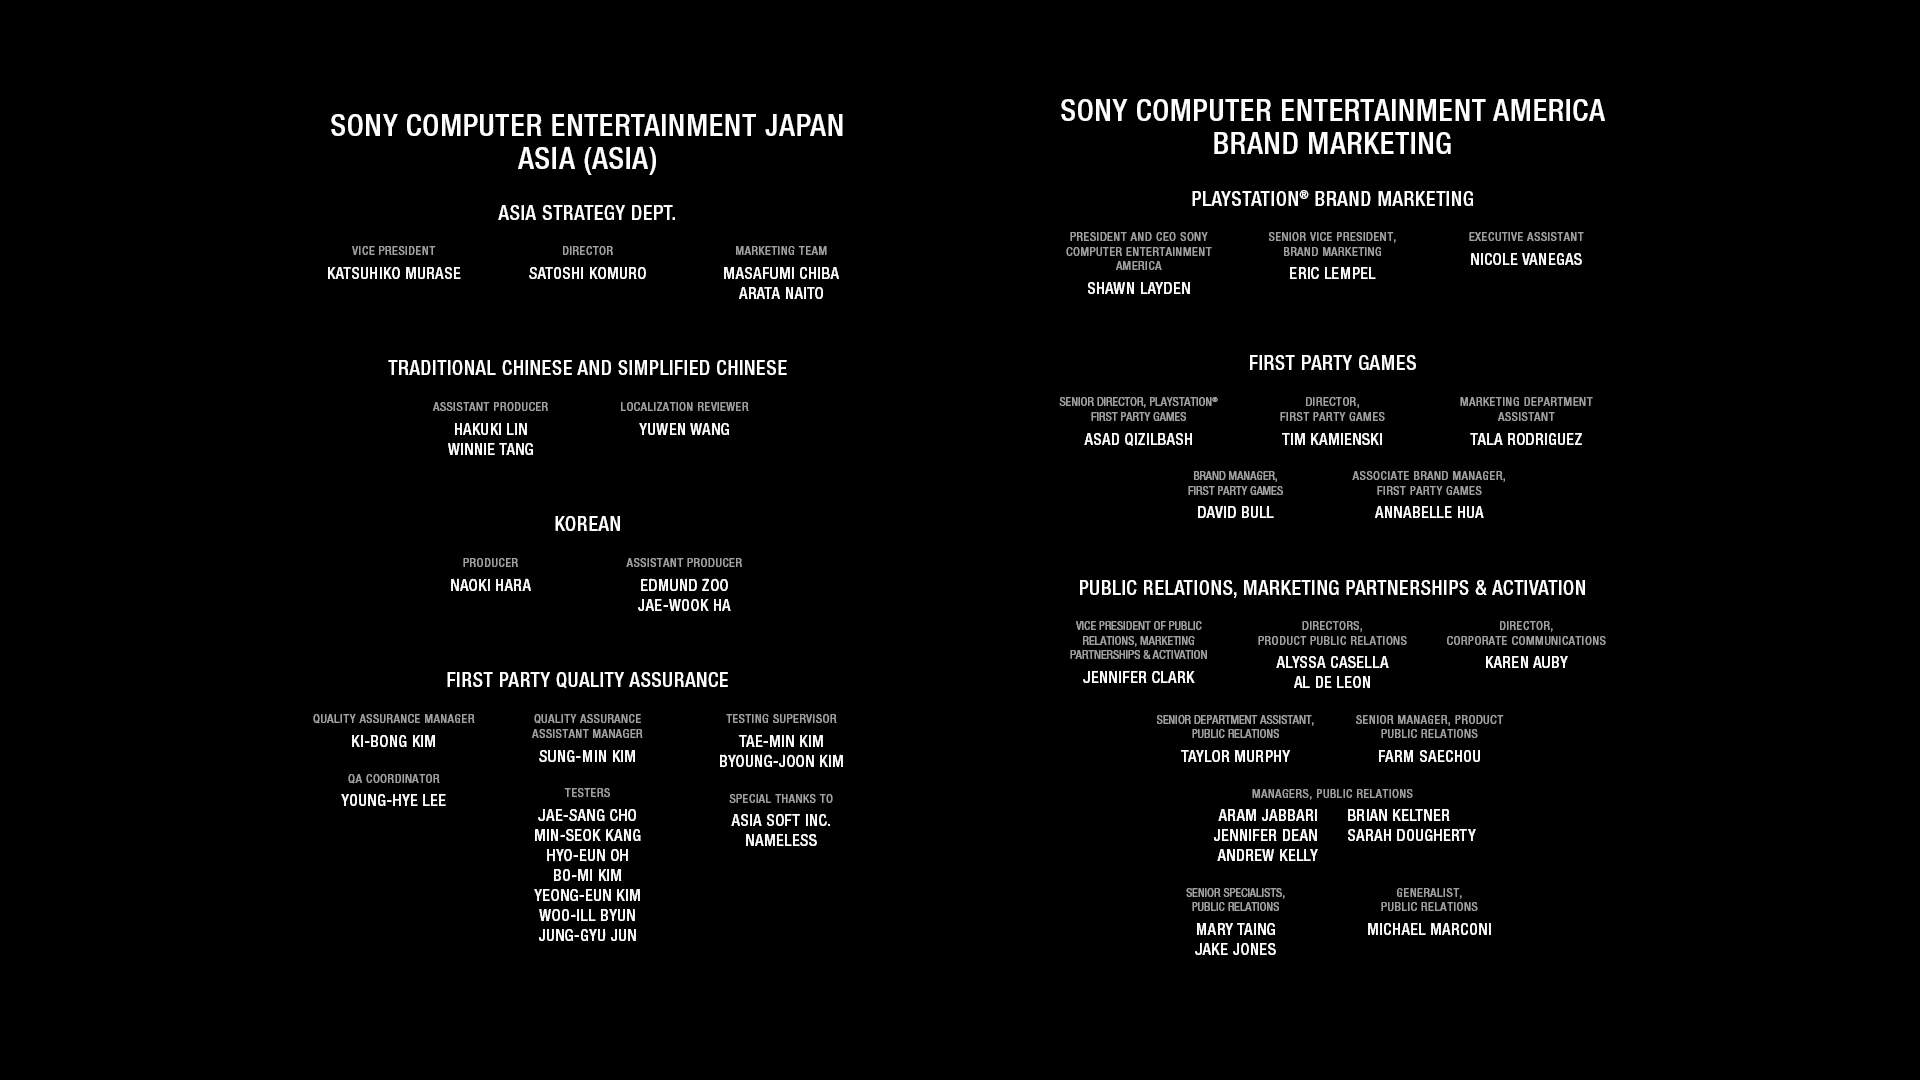 SONY COMPUTER ENTERTAINMENT JAPAN
ASIA (ASIA)
ASIA STRATEGY DEPT.
VICE PRESIDENT
KATSUHIKO MURASE
DIRECTOR
SATOSHI KOMURO
MARKETING TEAM
MASAFUMI CHIBA
ARATA NAITO
TRADITIONAL CHINESE AND SIMPLIFIED CHINESE
ASSISTANT PRODUCER
HAKUKI LIN
WINNIE TANG
LOCALIZATION REVIEWER
YUWEN WANG
KOREAN
PRODUCER
NAOKI HARA
ASSISTANT PRODUCER
EDMUND ZOO
JAE-WOOK HA
FIRST PARTY QUALITY ASSURANCE
QUALITY ASSURANCE MANAGER
KI-BONG KIM
QA COORDINATOR
YOUNG-HYE LEE
QUALITY ASSURANCE
ASSISTANT MANAGER
SUNG-MIN KIM
TESTERS
JAE-SANG CHO
MIN-SEOK KANG
HYO-EUN OH
BO-MI KIM
YEONG-EUN KIM
WOO-ILL BYUN
JUNG-GYU JUN
TESTING SUPERVISOR
TAE-MIN KIM
BYOUNG-JOON KIM
SPECIAL THANKS TO
ASIA SOFT INC.
NAMELESS
SONY COMPUTER ENTERTAINMENT AMERICA
BRAND MARKETING
PLAYSTATION® BRAND MARKETING
PRESIDENT AND CEO SONY
COMPUTER ENTERTAINMENT
AMERICA
SHAWN LAYDEN
SENIOR VICE PRESIDENT,
BRAND MARKETING
ERIC LEMPEL
EXECUTIVE ASSISTANT
NICOLE VANEGAS
FIRST PARTY GAMES
SENIOR DIRECTOR, PLAYSTATION®
FIRST PARTY GAMES
ASAD QIZILBASH
DIRECTOR,
FIRST PARTY GAMES
TIM KAMIENSKI
MARKETING DEPARTMENT
ASSISTANT
TALA RODRIGUEZ
BRAND MANAGER,
FIRST PARTY GAMES
DAVID BULL
ASSOCIATE BRAND MANAGER,
FIRST PARTY GAMES
ANNABELLE HUA
PUBLIC RELATIONS, MARKETING PARTNERSHIPS & ACTIVATION
VICE PRESIDENT OF PUBLIC
RELATIONS, MARKETING
PARTNERSHIPS & ACTIVATION
JENNIFER CLARK
DIRECTORS,
PRODUCT PUBLIC RELATIONS
ALYSSA CASELLA
AL DE LEON
DIRECTOR,
CORPORATE COMMUNICATIONS
KAREN AUBY
SENIOR DEPARTMENT ASSISTANT,
PUBLIC RELATIONS
TAYLOR MURPHY
SENIOR MANAGER, PRODUCT
PUBLIC RELATIONS
FARM SAECHOU
MANAGERS, PUBLIC RELATIONS
ARAM JABBARI
JENNIFER DEAN
ANDREW KELLY
BRIAN KELTNER
SARAH DOUGHERTY
SENIOR SPECIALISTS,
PUBLIC RELATIONS
MARY TAING
JAKE JONES
GENERALIST,
PUBLIC RELATIONS
MICHAEL MARCONI